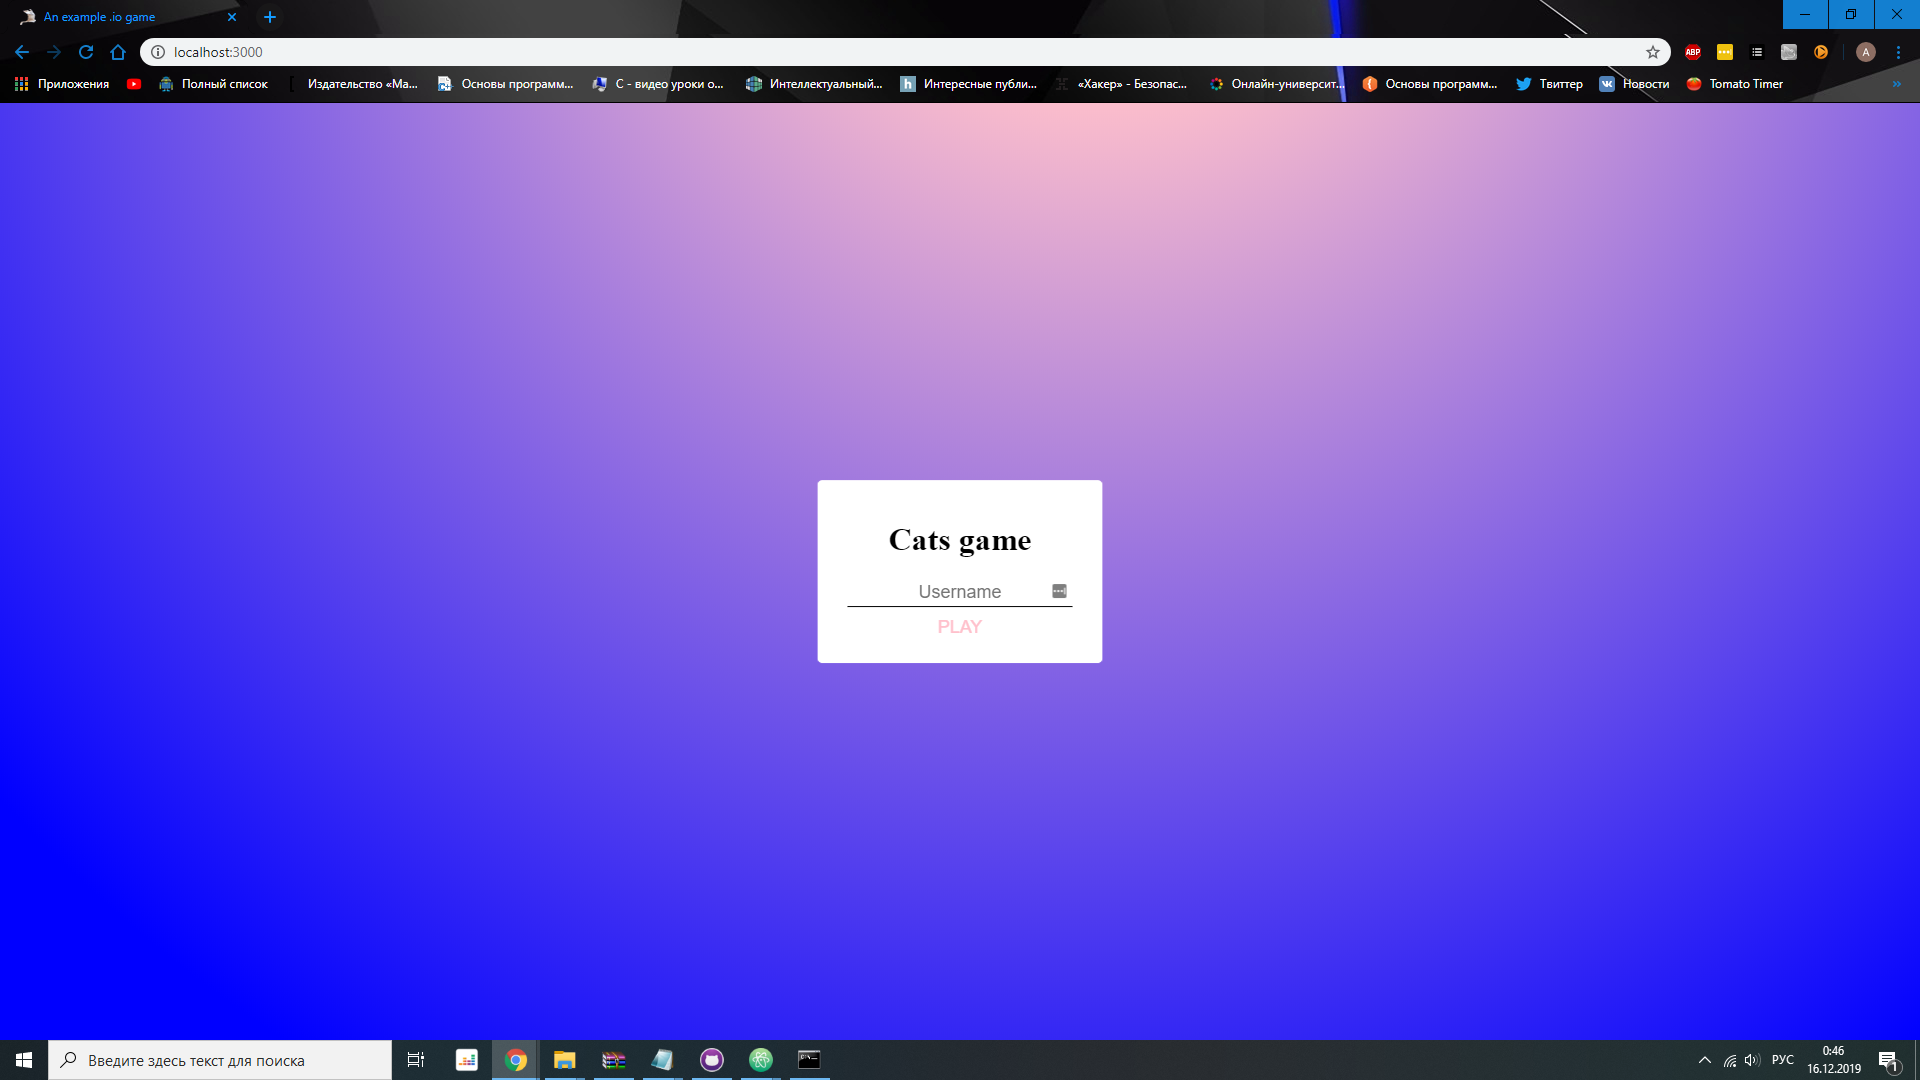 An example .io game
localhost:3000
ABP
A
Приложения
Полный список
Издательство «Ма...
Основы программ...
С - видео уроки о...
Интеллектуальный...
h
Интересные публи...
«Хакер» - Безопас...
Онлайн-университ...
Основы программ...
Твиттер
Новости
Tomato Timer
»
Cats game
Username
PLAY
Введите здесь текст для поиска
РУС
0:46
16.12.2019
1